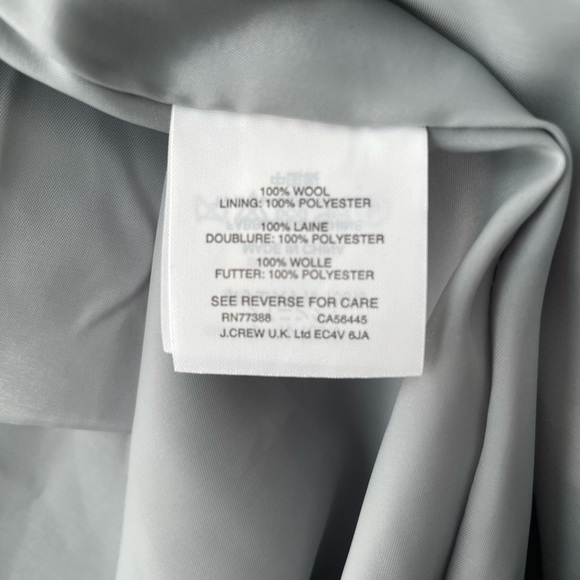 100% WOOL
LINING: 100% POLYESTER
100% LAINE
DOUBLURE: 100% POLYESTER
100% WOLLE
FUTTER: 100% POLYESTER
SEE REVERSE FOR CARE
RN77388 CA56445
J.CREW U.K. Ltd EC4V 6JA